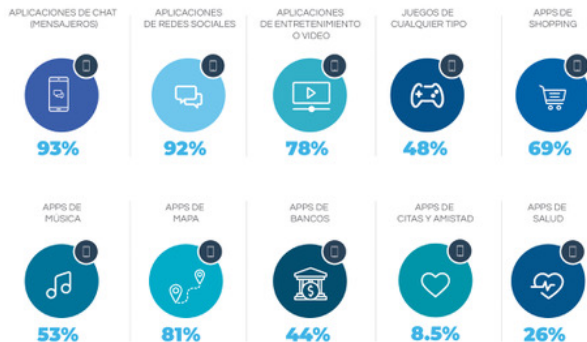 APLICACIONES DE CHAT
(MENSAJEROS)
93%
APLICACIONES
DE REDES SOCIALES
92%
APLICACIONES
DE ENTRETENIMIENTO
O VIDEO
78%
JUEGOS DE
CUALQUIER TIPO
48%
APPS DE
SHOPPING
69%
APPS DE
MÚSICA
53%
APPS DE
MAPA
81%
APPS DE
BANCOS
$
44%
APPS DE
CITAS Y AMISTAD
8.5%
APPS DE
SALUD
26%